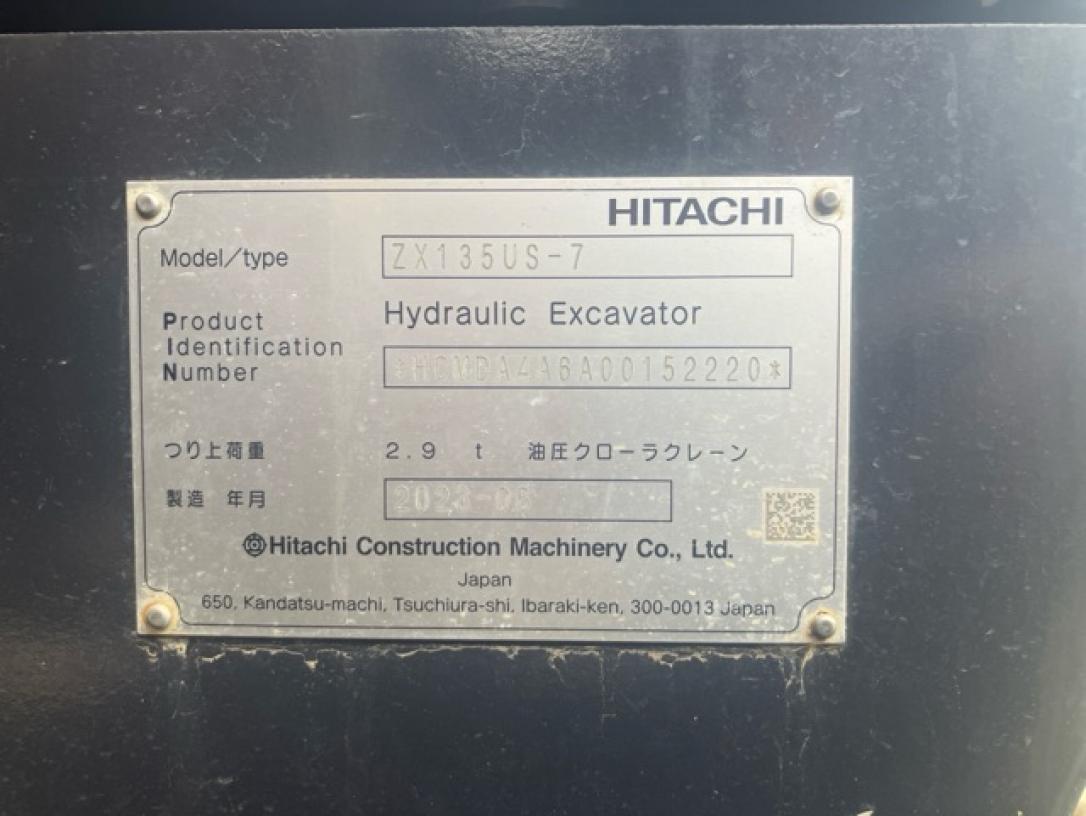 HITACHI
Model/type ZX135US-7
Hydraulic Excavator
Product
Identification
Number
*HCMDA4A6A00152220*
つり上荷重 2.9 t 油圧クローラクレーン
製造 年月
Hitachi Construction Machinery Co., Ltd.
Japan
650, Kandatsu-machi, Tsuchiura-shi, Ibaraki-ken, 300-0013 Japan